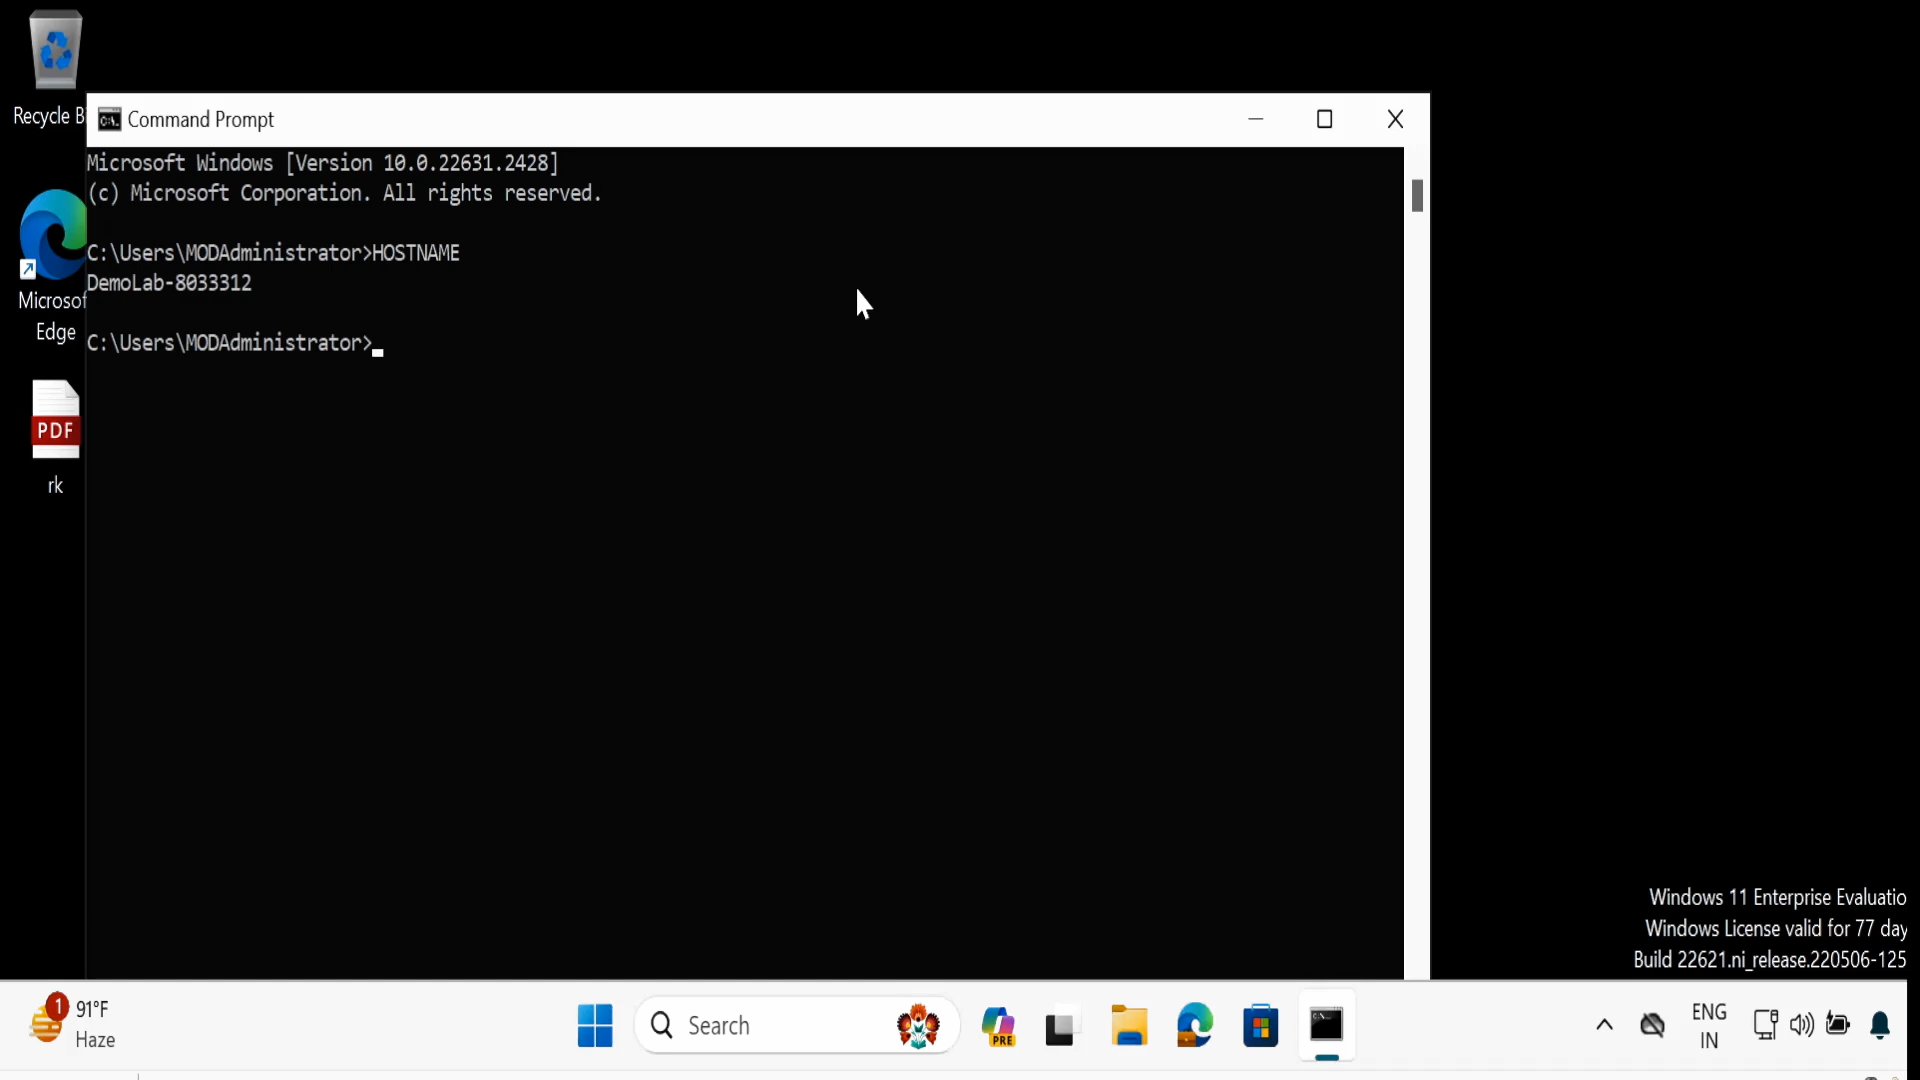 Recycle B
Command Prompt
Microsoft Windows [Version 10.0.22631.2428]
(c) Microsoft Corporation. All rights reserved.
C:\Users\MODAdministrator>HOSTNAME
DemoLab-8033312
C:\Users\MODAdministrator>
Microsof
Edge
PDF
rk
Windows 11 Enterprise Evaluatio
Windows License valid for 77 day
Build 22621.ni_release.220506-125
1
91°F
Haze
Search
PRE
ENG
IN